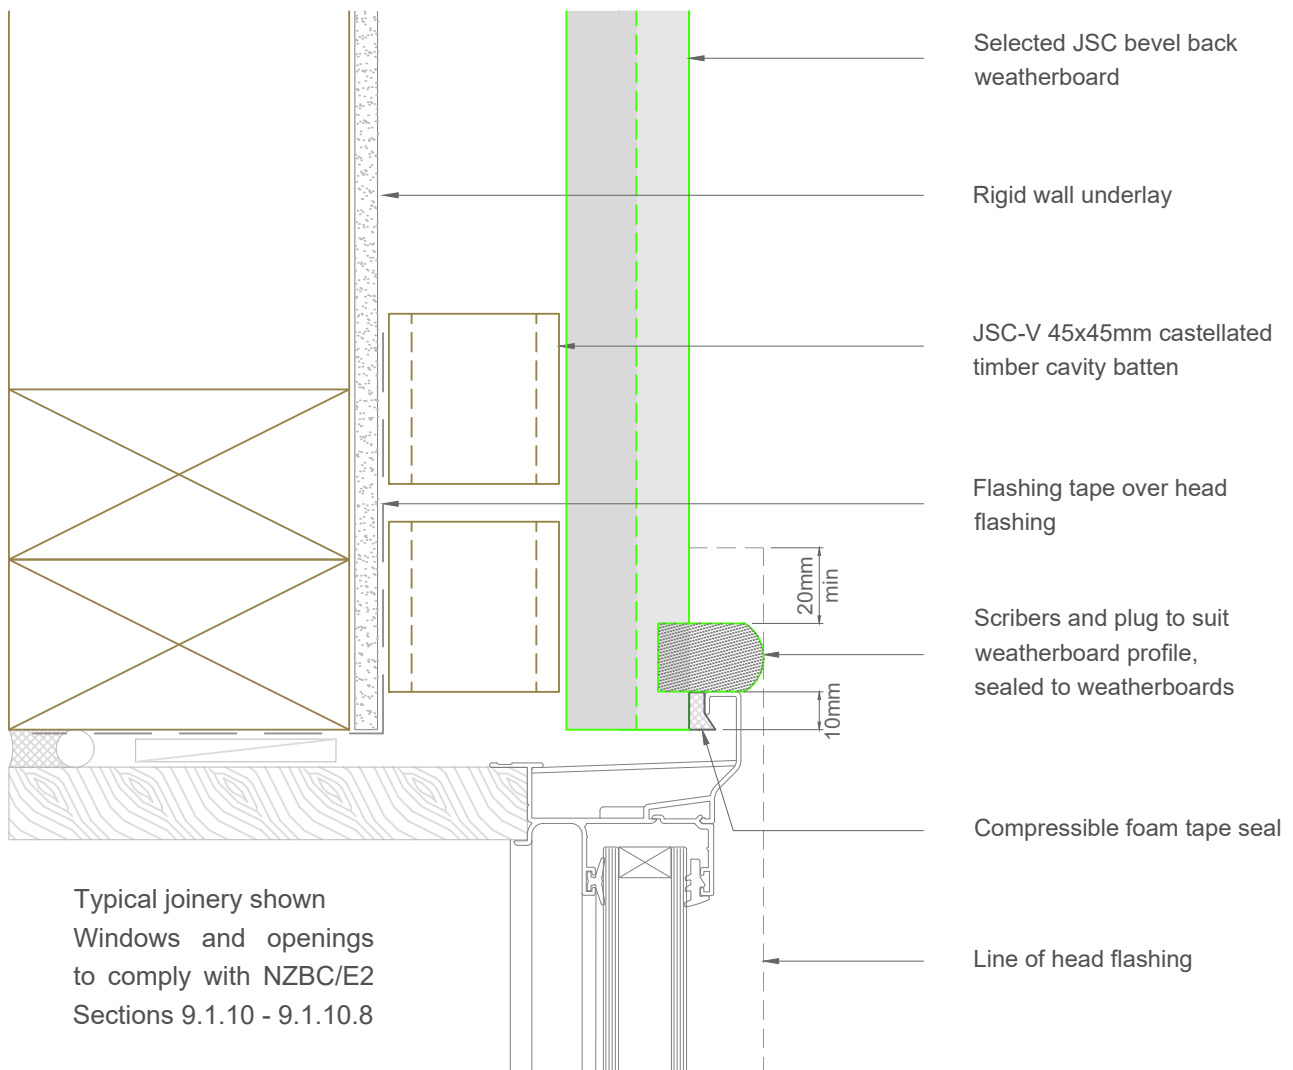 Selected JSC bevel back
weatherboard
Rigid wall underlay
JSC-V 45x45mm castellated
timber cavity batten
Flashing tape over head
flashing
20mm
min
Scribers and plug to suit
weatherboard profile,
sealed to weatherboards
10mm
Compressible foam tape seal
Typical joinery shown
Windows and openings
to comply with NZBC/E2
Sections 9.1.10 - 9.1.10.8
Line of head flashing